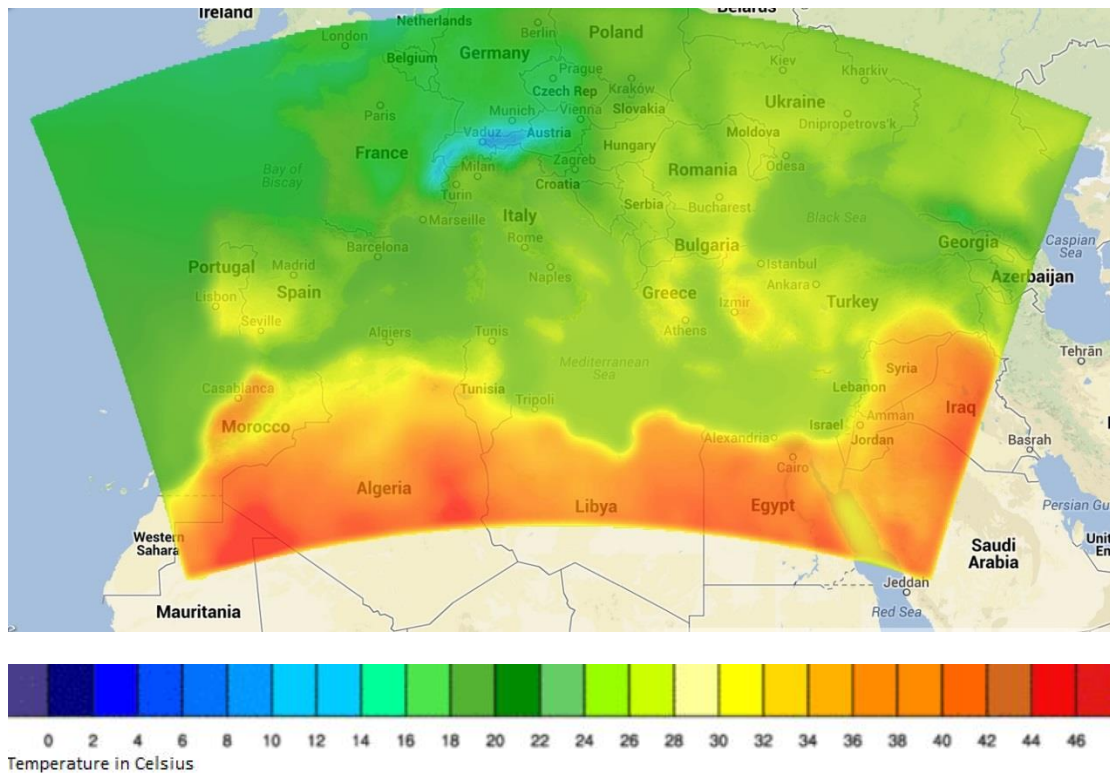 Ireland
Belarus
Netherlands
Berlin
Poland
London
Germany
Belgium
Prague
Kiev
Kharkiv
Czech Rep
Kraków
Paris
Munich
Vienna
Slovakia
Ukraine
Dnipropetrovs'k
Vaduz
Austria
Moldova
France
Hungary
Zagreb
Odesa
Bay of
Biscay
Milan
Romania
Turin
Croatia
Marseille
Italy
Serbia
Bucharest
Black Sea
Rome
Barcelona
Bulgaria
Georgia
Caspian
Sea
Portugal
Madrid
Naples
Istanbul
Azerbaijan
Lisbon
Spain
Greece
Izmir
Ankara
Turkey
Seville
Athens
Algiers
Tunis
Tehrān
Mediterranean
Sea
Syria
Casablanca
Tunisia
Lebanon
Tripoli
Iraq
Morocco
Israel
Amman
Alexandria
Jordan
Basrah
Cairo
Algeria
Libya
Egypt
Persian Gu
Western
Sahara
Saudi
Arabia
Unit
Em
Jeddah
Mauritania
Red Sea
0 2 4 6 8 10 12 14 16 18 20 22 24 26 28 30 32 34 36 38 40 42 44 46
Temperature in Celsius